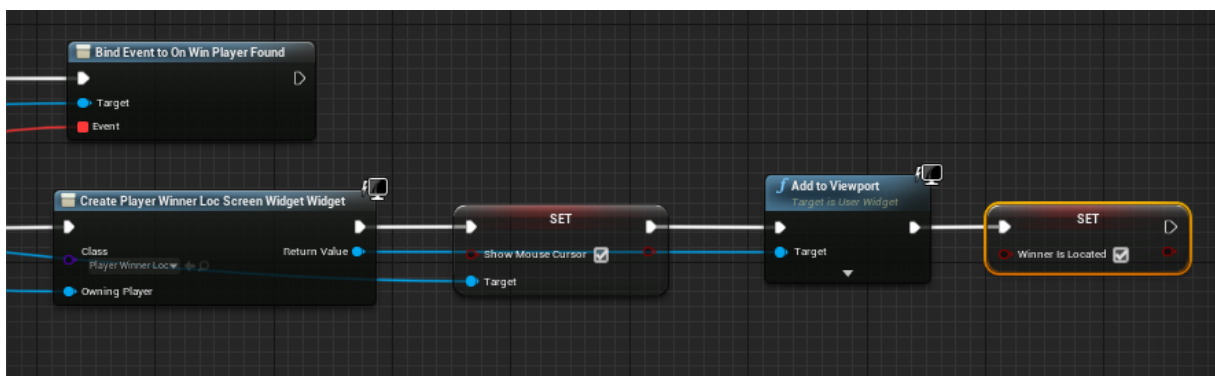 Bind Event to On Win Player Found
Target
Event
Create Player Winner Loc Screen Widget Widget
Class
Player Winner Loc
Return Value
Owning Player
SET
Show Mouse Cursor
Target
f Add to Viewport
Target is User Widget
Target
SET
Winner Is Located